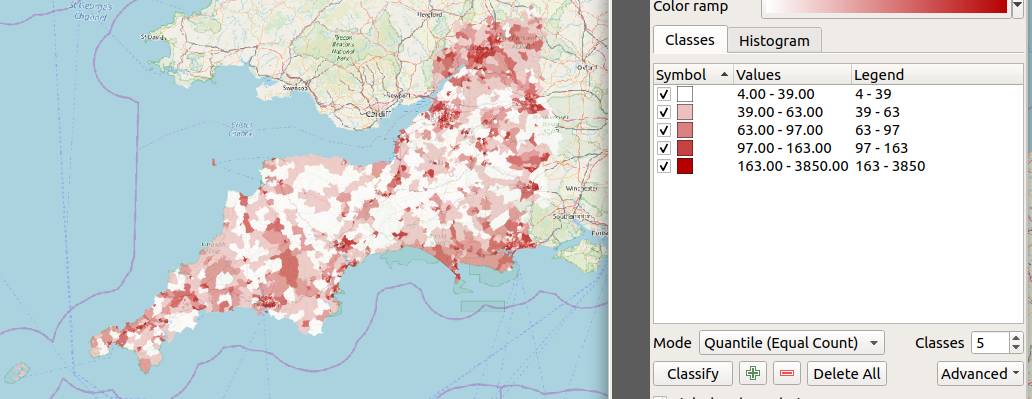 St George's
Channel
Hereford
Brecon
Beacons
National
Park
Oxford
Swansea
Newport
Cardiff
Bristol
Channel
Winchester
Southampton
Color ramp
Classes
Histogram
Symbol Values Legend
4.00 - 39.00 4 - 39
39.00 - 63.00 39 - 63
63.00 - 97.00 63 - 97
97.00 - 163.00 97 - 163
163.00 - 3850.00 163 - 3850
Mode Quantile (Equal Count) Classes 5
Classify Delete All Advanced